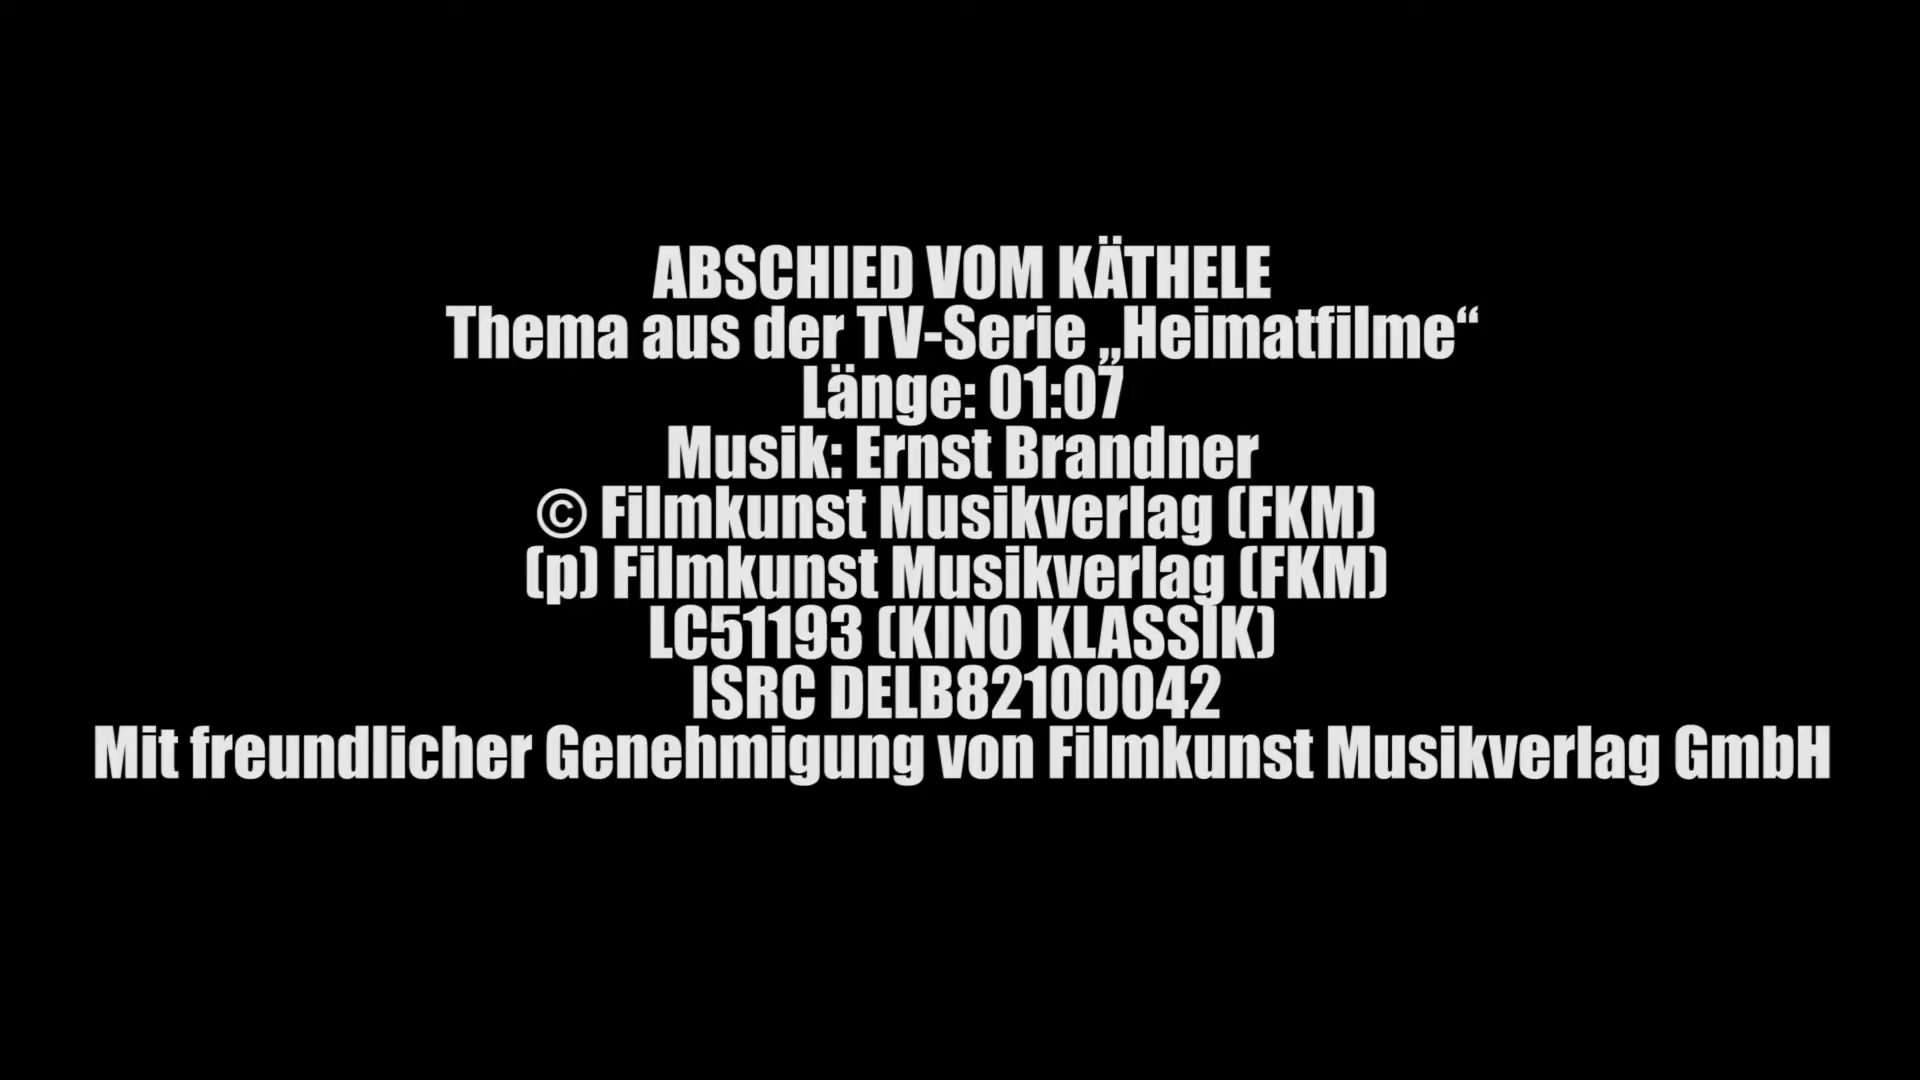 ABSCHIED VOM KÄTHELE
Thema aus der TV-Serie „Heimatfilme“
Länge: 01:07
Musik: Ernst Brandner
© Filmkunst Musikverlag (FKM)
(p) Filmkunst Musikverlag (FKM)
LC51193 (KINO KLASSIK)
ISRC DELB82100042
Mit freundlicher Genehmigung von Filmkunst Musikverlag GmbH